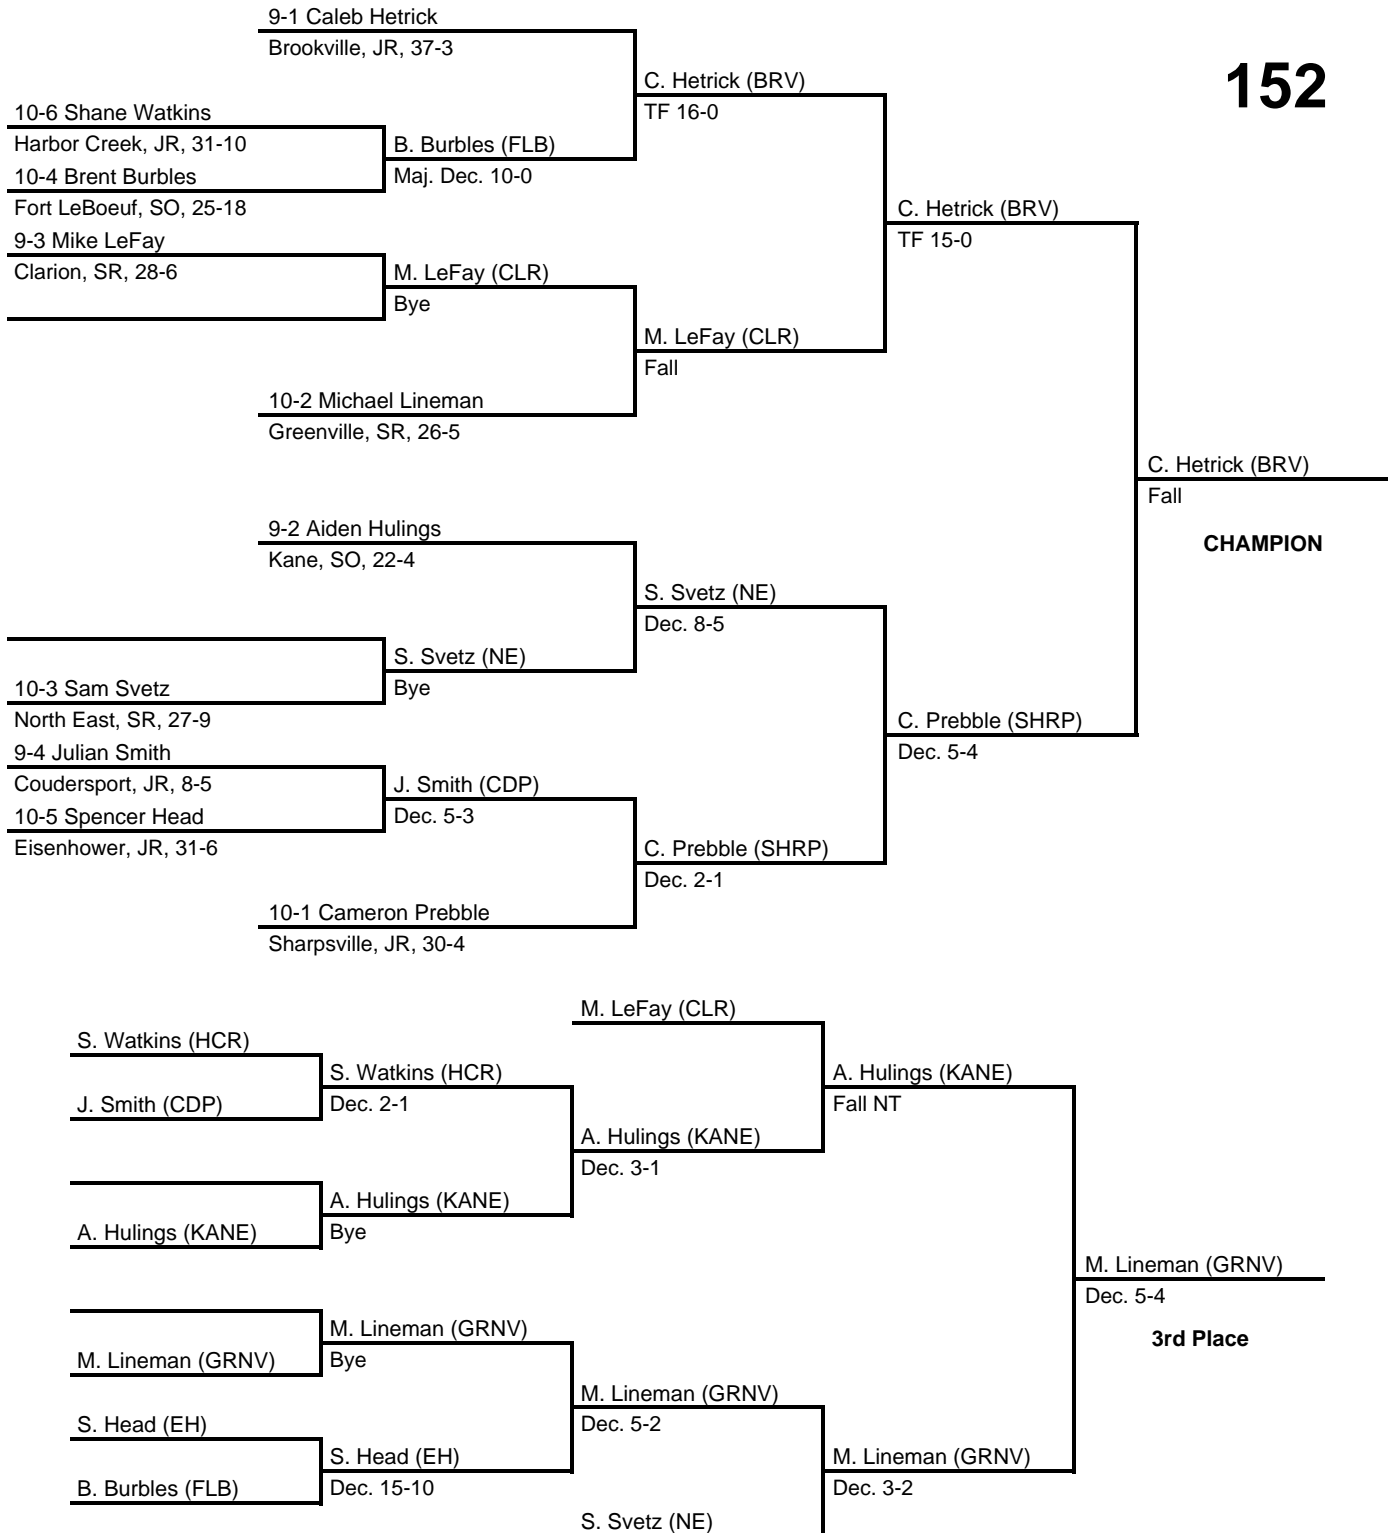 9-1 Caleb Hetrick
Brookville, JR, 37-3
152
C. Hetrick (BRV)
TF 16-0
10-6 Shane Watkins
Harbor Creek, JR, 31-10
B. Burbles (FLB)
Maj. Dec. 10-0
10-4 Brent Burbles
Fort LeBoeuf, SO, 25-18
C. Hetrick (BRV)
TF 15-0
9-3 Mike LeFay
Clarion, SR, 28-6
M. LeFay (CLR)
Bye
M. LeFay (CLR)
Fall
10-2 Michael Lineman
Greenville, SR, 26-5
C. Hetrick (BRV)
Fall
CHAMPION
9-2 Aiden Hulings
Kane, SO, 22-4
S. Svetz (NE)
Dec. 8-5
S. Svetz (NE)
Bye
10-3 Sam Svetz
North East, SR, 27-9
C. Prebble (SHRP)
Dec. 5-4
9-4 Julian Smith
Coudersport, JR, 8-5
J. Smith (CDP)
Dec. 5-3
10-5 Spencer Head
Eisenhower, JR, 31-6
C. Prebble (SHRP)
Dec. 2-1
10-1 Cameron Prebble
Sharpsville, JR, 30-4
M. LeFay (CLR)
S. Watkins (HCR)
S. Watkins (HCR)
Dec. 2-1
J. Smith (CDP)
A. Hulings (KANE)
Fall NT
A. Hulings (KANE)
Dec. 3-1
A. Hulings (KANE)
Bye
A. Hulings (KANE)
M. Lineman (GRNV)
Dec. 5-4
3rd Place
M. Lineman (GRNV)
Bye
M. Lineman (GRNV)
M. Lineman (GRNV)
Dec. 5-2
S. Head (EH)
S. Head (EH)
Dec. 15-10
B. Burbles (FLB)
M. Lineman (GRNV)
Dec. 3-2
S. Svetz (NE)